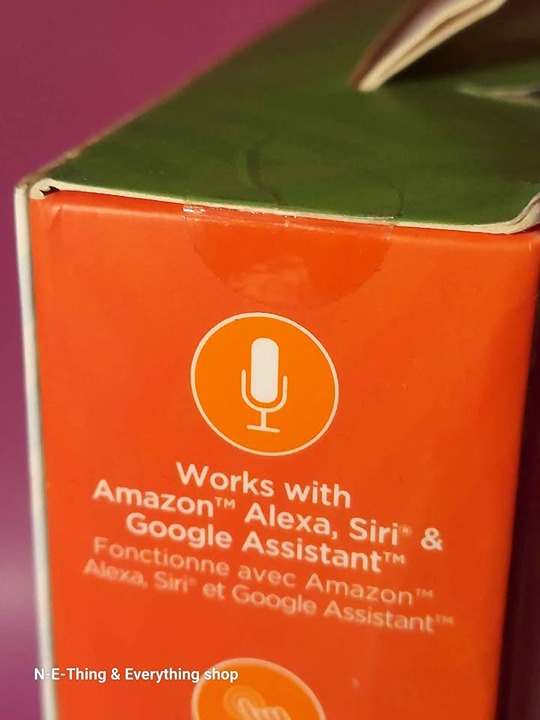 Works with
Amazon™ Alexa, Siri® &
Google Assistant™
Fonctionne avec Amazon™
Alexa, Siri® et Google Assistant™
N-E-Thing & Everything shop